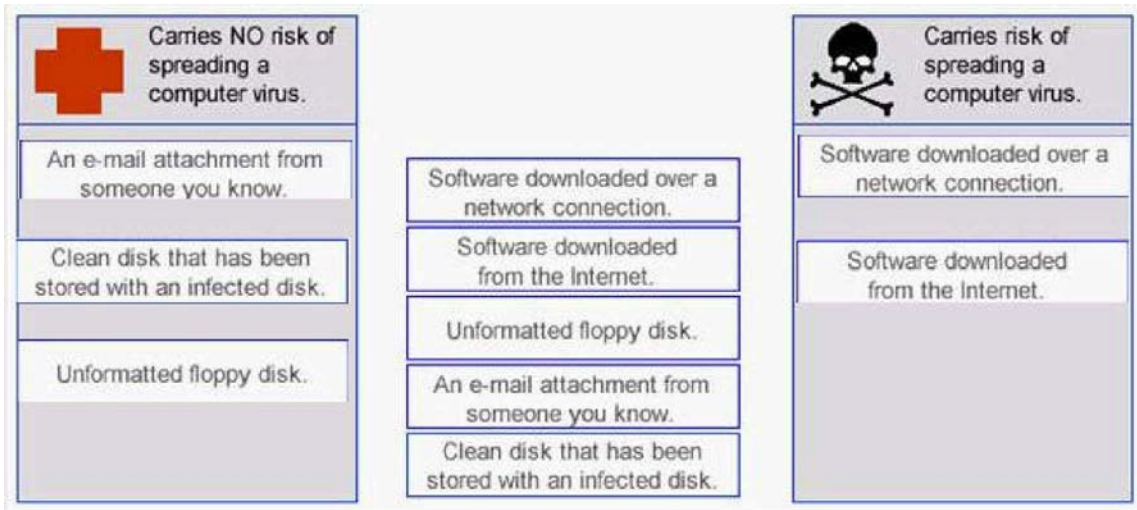 Carries NO risk of
spreading a
computer virus.
An e-mail attachment from
someone you know.
Clean disk that has been
stored with an infected disk.
Unformatted floppy disk.
Software downloaded over a
network connection.
Software downloaded
from the Internet.
Unformatted floppy disk.
An e-mail attachment from
someone you know.
Clean disk that has been
stored with an infected disk.
Carries risk of
spreading a
computer virus.
Software downloaded over a
network connection.
Software downloaded
from the Internet.